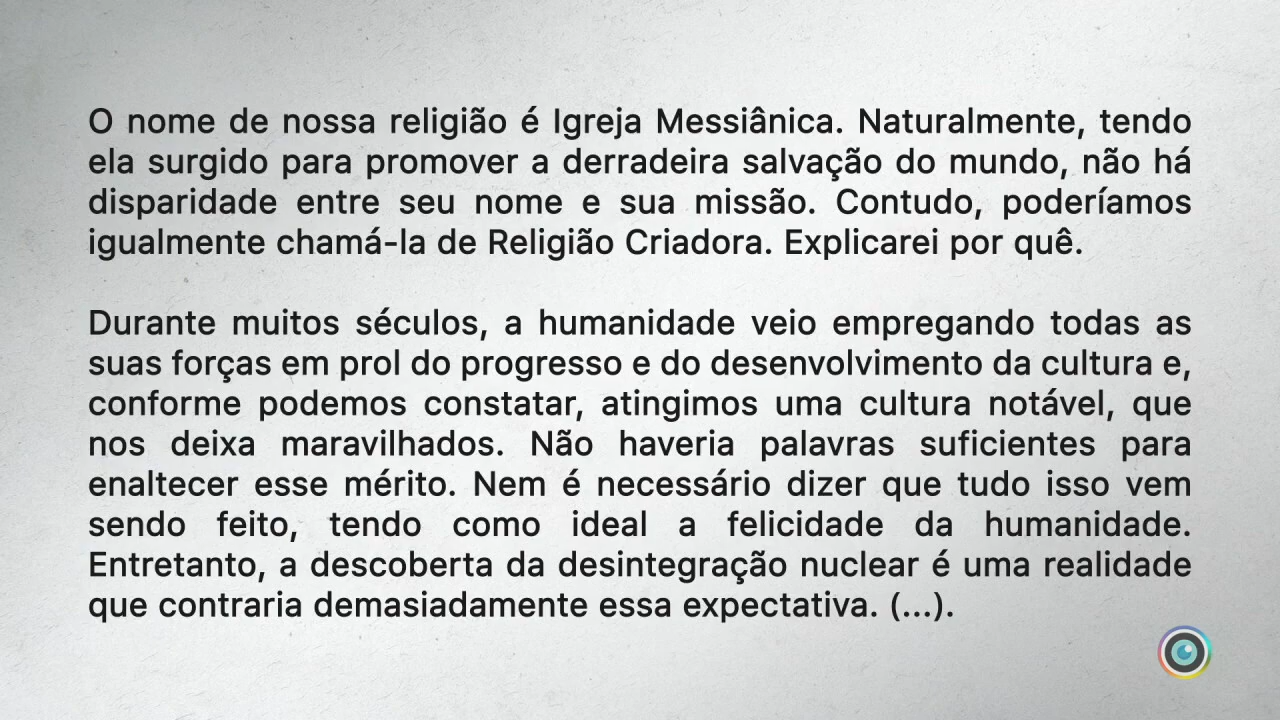 O nome de nossa religião é Igreja Messiânica. Naturalmente, tendo
ela surgido para promover a derradeira salvação do mundo, não há
disparidade entre seu nome e sua missão. Contudo, poderíamos
igualmente chamá-la de Religião Criadora. Explicarei por quê.
Durante muitos séculos, a humanidade veio empregando todas as
suas forças em prol do progresso e do desenvolvimento da cultura e,
conforme podemos constatar, atingimos uma cultura notável, que
nos deixa maravilhados. Não haveria palavras suficientes para
enaltecer esse mérito. Nem é necessário dizer que tudo isso vem
sendo feito, tendo como ideal a felicidade da humanidade.
Entretanto, a descoberta da desintegração nuclear é uma realidade
que contraria demasiadamente essa expectativa. (...).